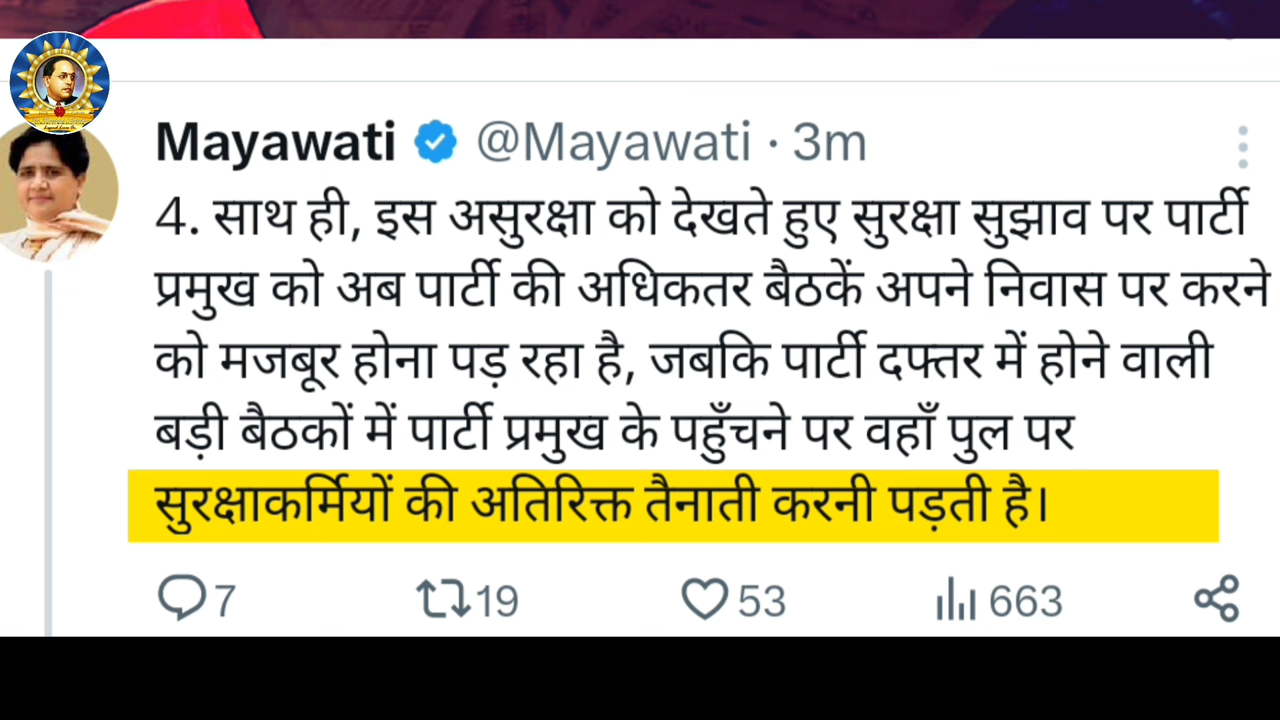 Mayawati @Mayawati · 3m
4. साथ ही, इस असुरक्षा को देखते हुए सुरक्षा सुझाव पर पार्टी
प्रमुख को अब पार्टी की अधिकतर बैठकें अपने निवास पर करने
को मजबूर होना पड़ रहा है, जबकि पार्टी दफ्तर में होने वाली
बड़ी बैठकों में पार्टी प्रमुख के पहुँचने पर वहाँ पुल पर
सुरक्षाकर्मियों की अतिरिक्त तैनाती करनी पड़ती है।
7 19 53 663